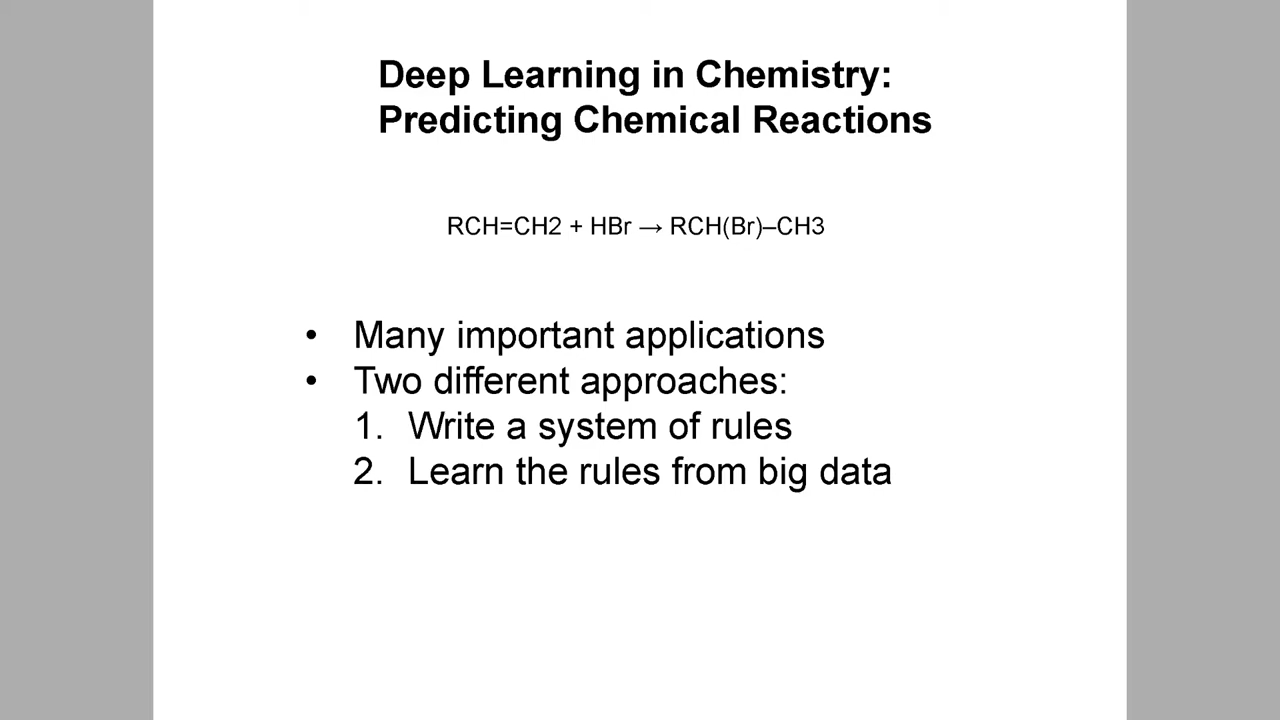 Deep Learning in Chemistry:
Predicting Chemical Reactions
RCH=CH2 + HBr → RCH(Br)–CH3
• Many important applications
• Two different approaches:
1. Write a system of rules
2. Learn the rules from big data